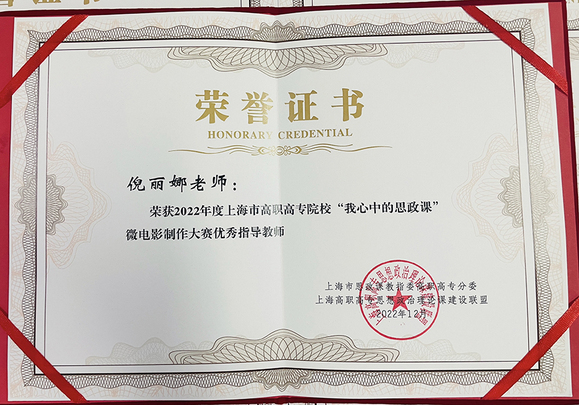 荣誉证书
HONORARY CREDENTIAL
倪丽娜老师：
荣获2022年度上海市高职高专院校“我心中的思政课”
微电影制作大赛优秀指导教师
上海市思政课教指委高职高专分委
上海高职高专思想政治理论课建设联盟
2022年12月